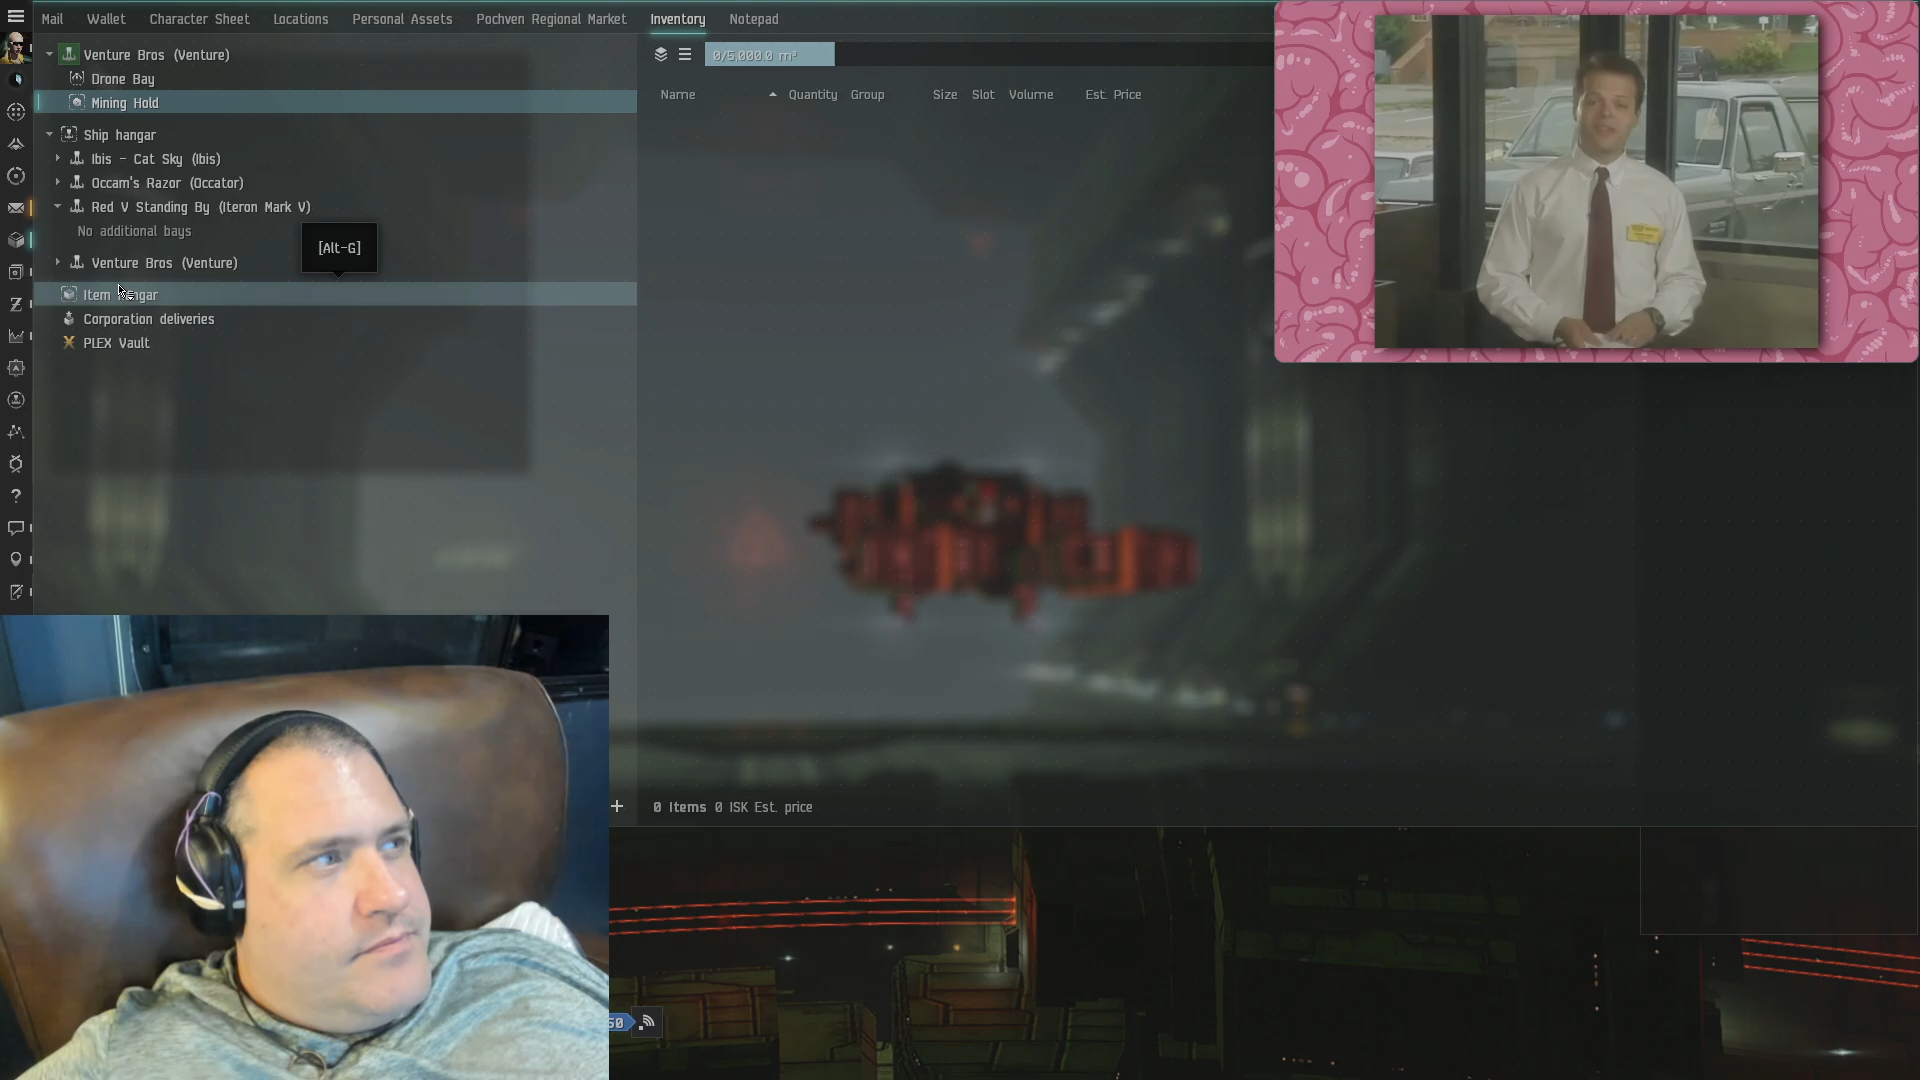 Mail Wallet Character Sheet Locations Personal Assets Pochven Regional Market Inventory Notepad
Venture Bros (Venture)
Drone Bay
Mining Hold
Ship hangar
Ibis - Cat Sky (Ibis)
Occam's Razor (Occator)
Red V Standing By (Iteron Mark V)
No additional bays
Venture Bros (Venture)
[Alt-G]
Item hangar
Corporation deliveries
PLEX Vault
0/5,000.0 m³
Name Quantity Group Size Slot Volume Est. Price
0 Items 0 ISK Est. price